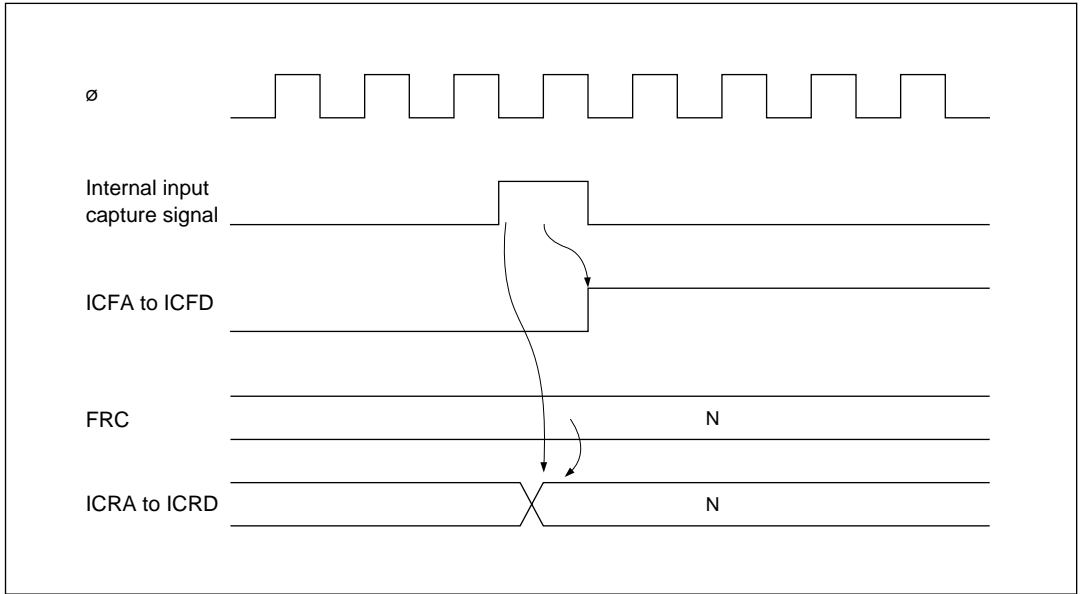 ø
Internal input
capture signal
ICFA to ICFD
FRC
N
ICRA to ICRD
N